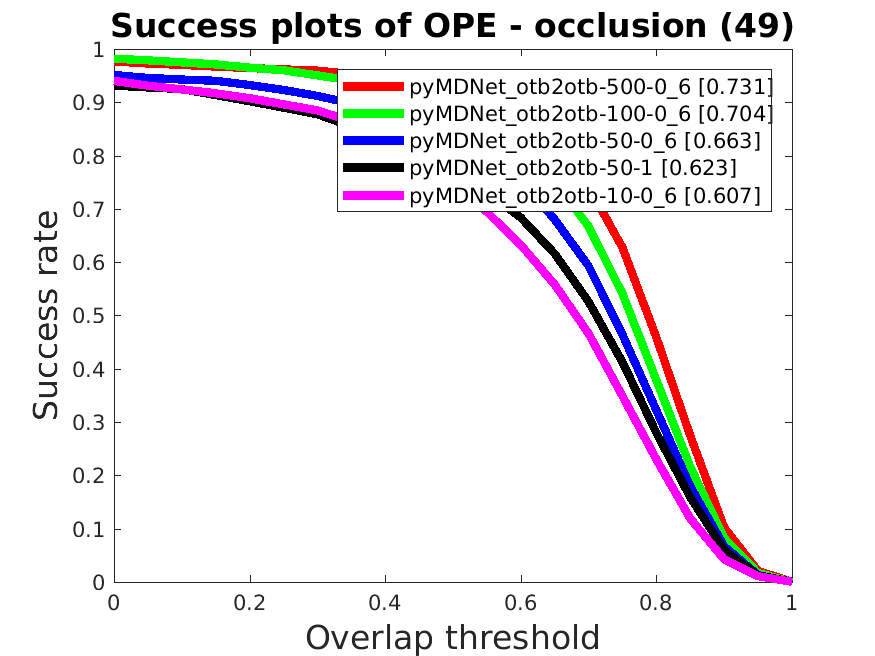 Success plots of OPE - occlusion (49)
pyMDNet_otb2otb-500-0_6 [0.731]
pyMDNet_otb2otb-100-0_6 [0.704]
pyMDNet_otb2otb-50-0_6 [0.663]
pyMDNet_otb2otb-50-1 [0.623]
pyMDNet_otb2otb-10-0_6 [0.607]
Success rate
1
0.9
0.8
0.7
0.6
0.5
0.4
0.3
0.2
0.1
0
0 0.2 0.4 0.6 0.8 1
Overlap threshold